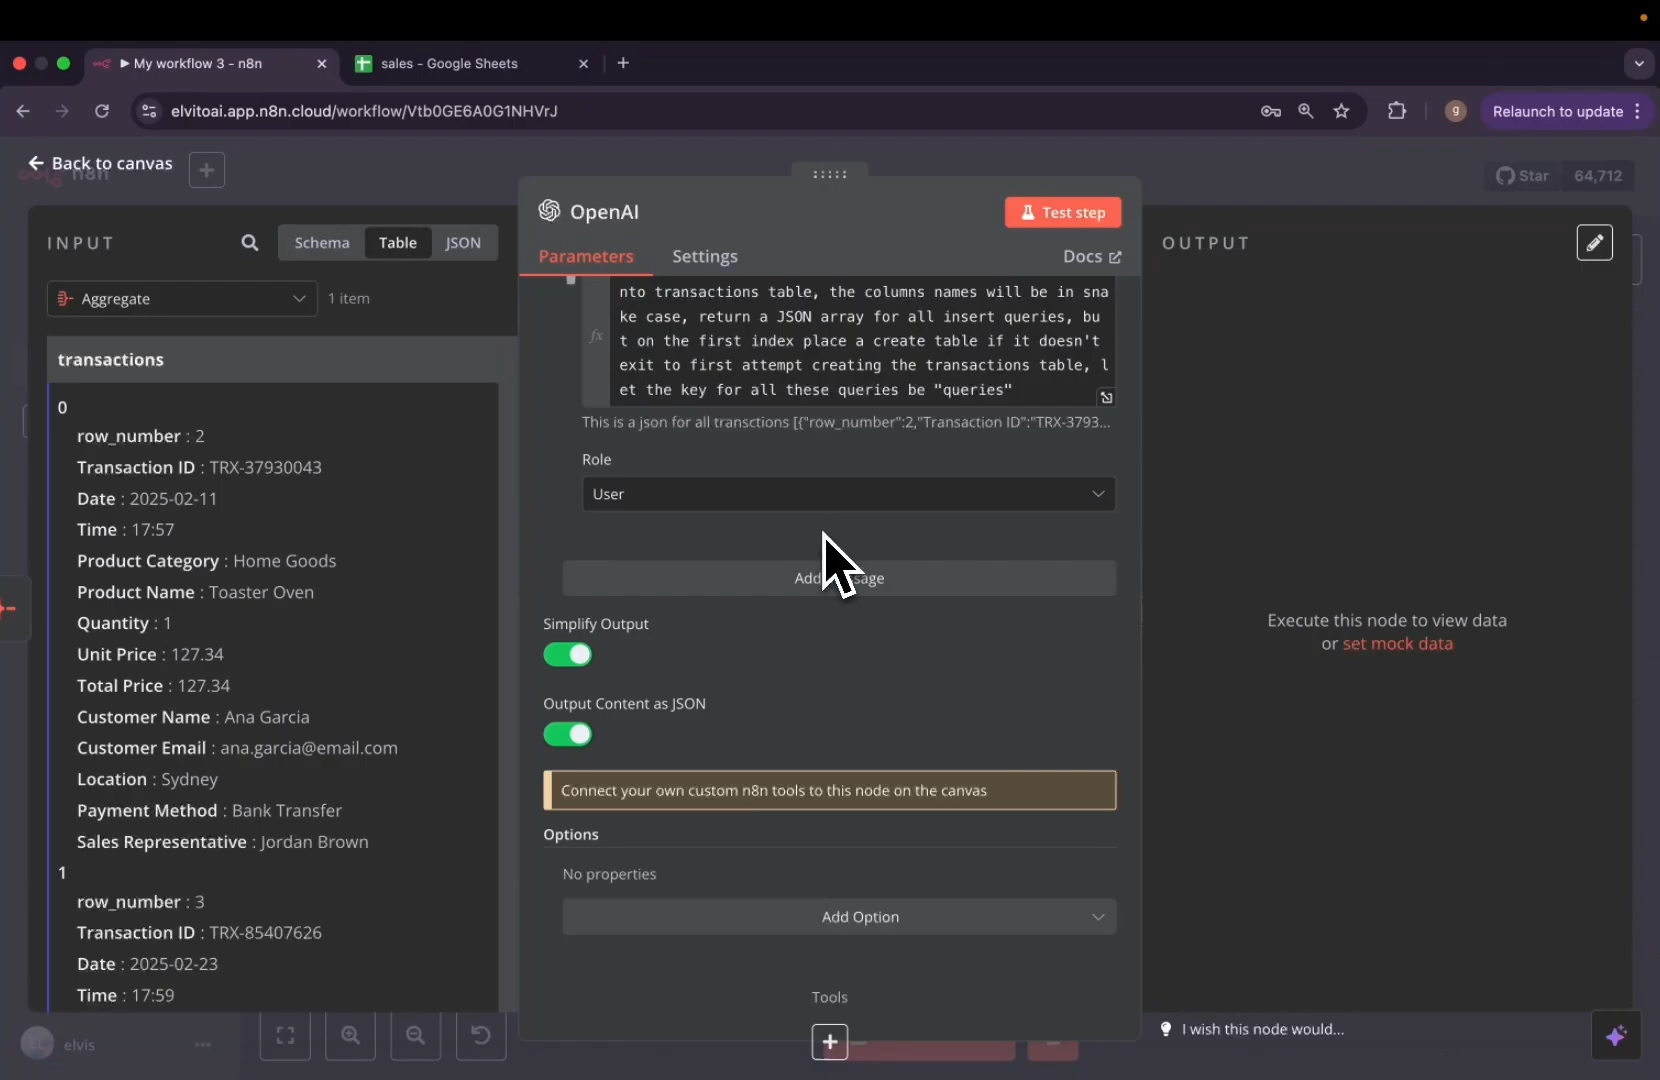 My workflow 3 - n8n
sales - Google Sheets
elvitoai.app.n8n.cloud/workflow/Vtb0GE6A0G1NHVrJ
g
Relaunch to update
Back to canvas
n8n
Star 64,712
INPUT
Schema
Table
JSON
Aggregate
1 item
transactions
0
row_number : 2
Transaction ID : TRX-37930043
Date : 2025-02-11
Time : 17:57
Product Category : Home Goods
Product Name : Toaster Oven
Quantity : 1
Unit Price : 127.34
Total Price : 127.34
Customer Name : Ana Garcia
Customer Email : ana.garcia@email.com
Location : Sydney
Payment Method : Bank Transfer
Sales Representative : Jordan Brown
1
row_number : 3
Transaction ID : TRX-85407626
Date : 2025-02-23
Time : 17:59
elvis
OpenAI
Test step
Parameters
Settings
Docs
fx
nto transactions table, the columns names will be in sna
ke case, return a JSON array for all insert queries, bu
t on the first index place a create table if it doesn't
exit to first attempt creating the transactions table, l
et the key for all these queries be "queries"
This is a json for all transctions [{"row_number":2,"Transaction ID":"TRX-3793...
Role
User
Add
sage
Simplify Output
Output Content as JSON
Connect your own custom n8n tools to this node on the canvas
Options
No properties
Add Option
Tools
OUTPUT
Execute this node to view data
or set mock data
I wish this node would...